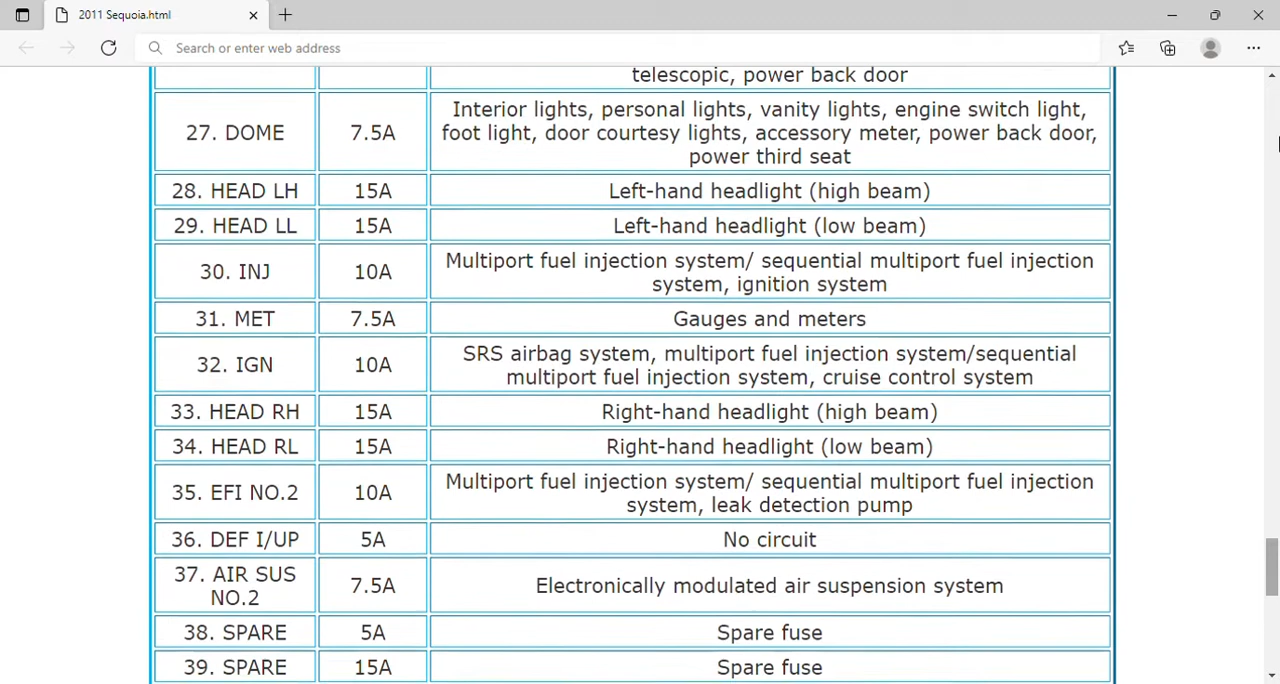 2011 Sequoia.html
Search or enter web address
telescopic, power back door
27. DOME 7.5A Interior lights, personal lights, vanity lights, engine switch light,
foot light, door courtesy lights, accessory meter, power back door,
power third seat
28. HEAD LH 15A Left-hand headlight (high beam)
29. HEAD LL 15A Left-hand headlight (low beam)
30. INJ 10A Multiport fuel injection system/ sequential multiport fuel injection
system, ignition system
31. MET 7.5A Gauges and meters
32. IGN 10A SRS airbag system, multiport fuel injection system/sequential
multiport fuel injection system, cruise control system
33. HEAD RH 15A Right-hand headlight (high beam)
34. HEAD RL 15A Right-hand headlight (low beam)
35. EFI NO.2 10A Multiport fuel injection system/ sequential multiport fuel injection
system, leak detection pump
36. DEF I/UP 5A No circuit
37. AIR SUS
NO.2 7.5A Electronically modulated air suspension system
38. SPARE 5A Spare fuse
39. SPARE 15A Spare fuse